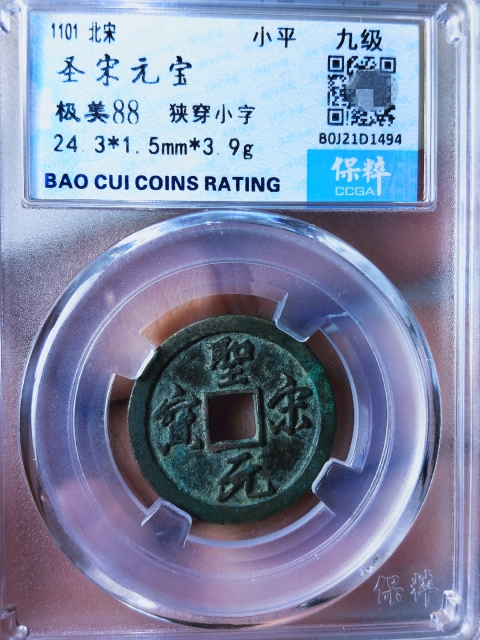 1101 北宋
小平 九级
圣宋元宝
极美88 狭穿小字
24.3*1.5mm*3.9g
B0J21D1494
BAO CUI COINS RATING
保粹
CCGA
聖
宋
元
寳
保粹